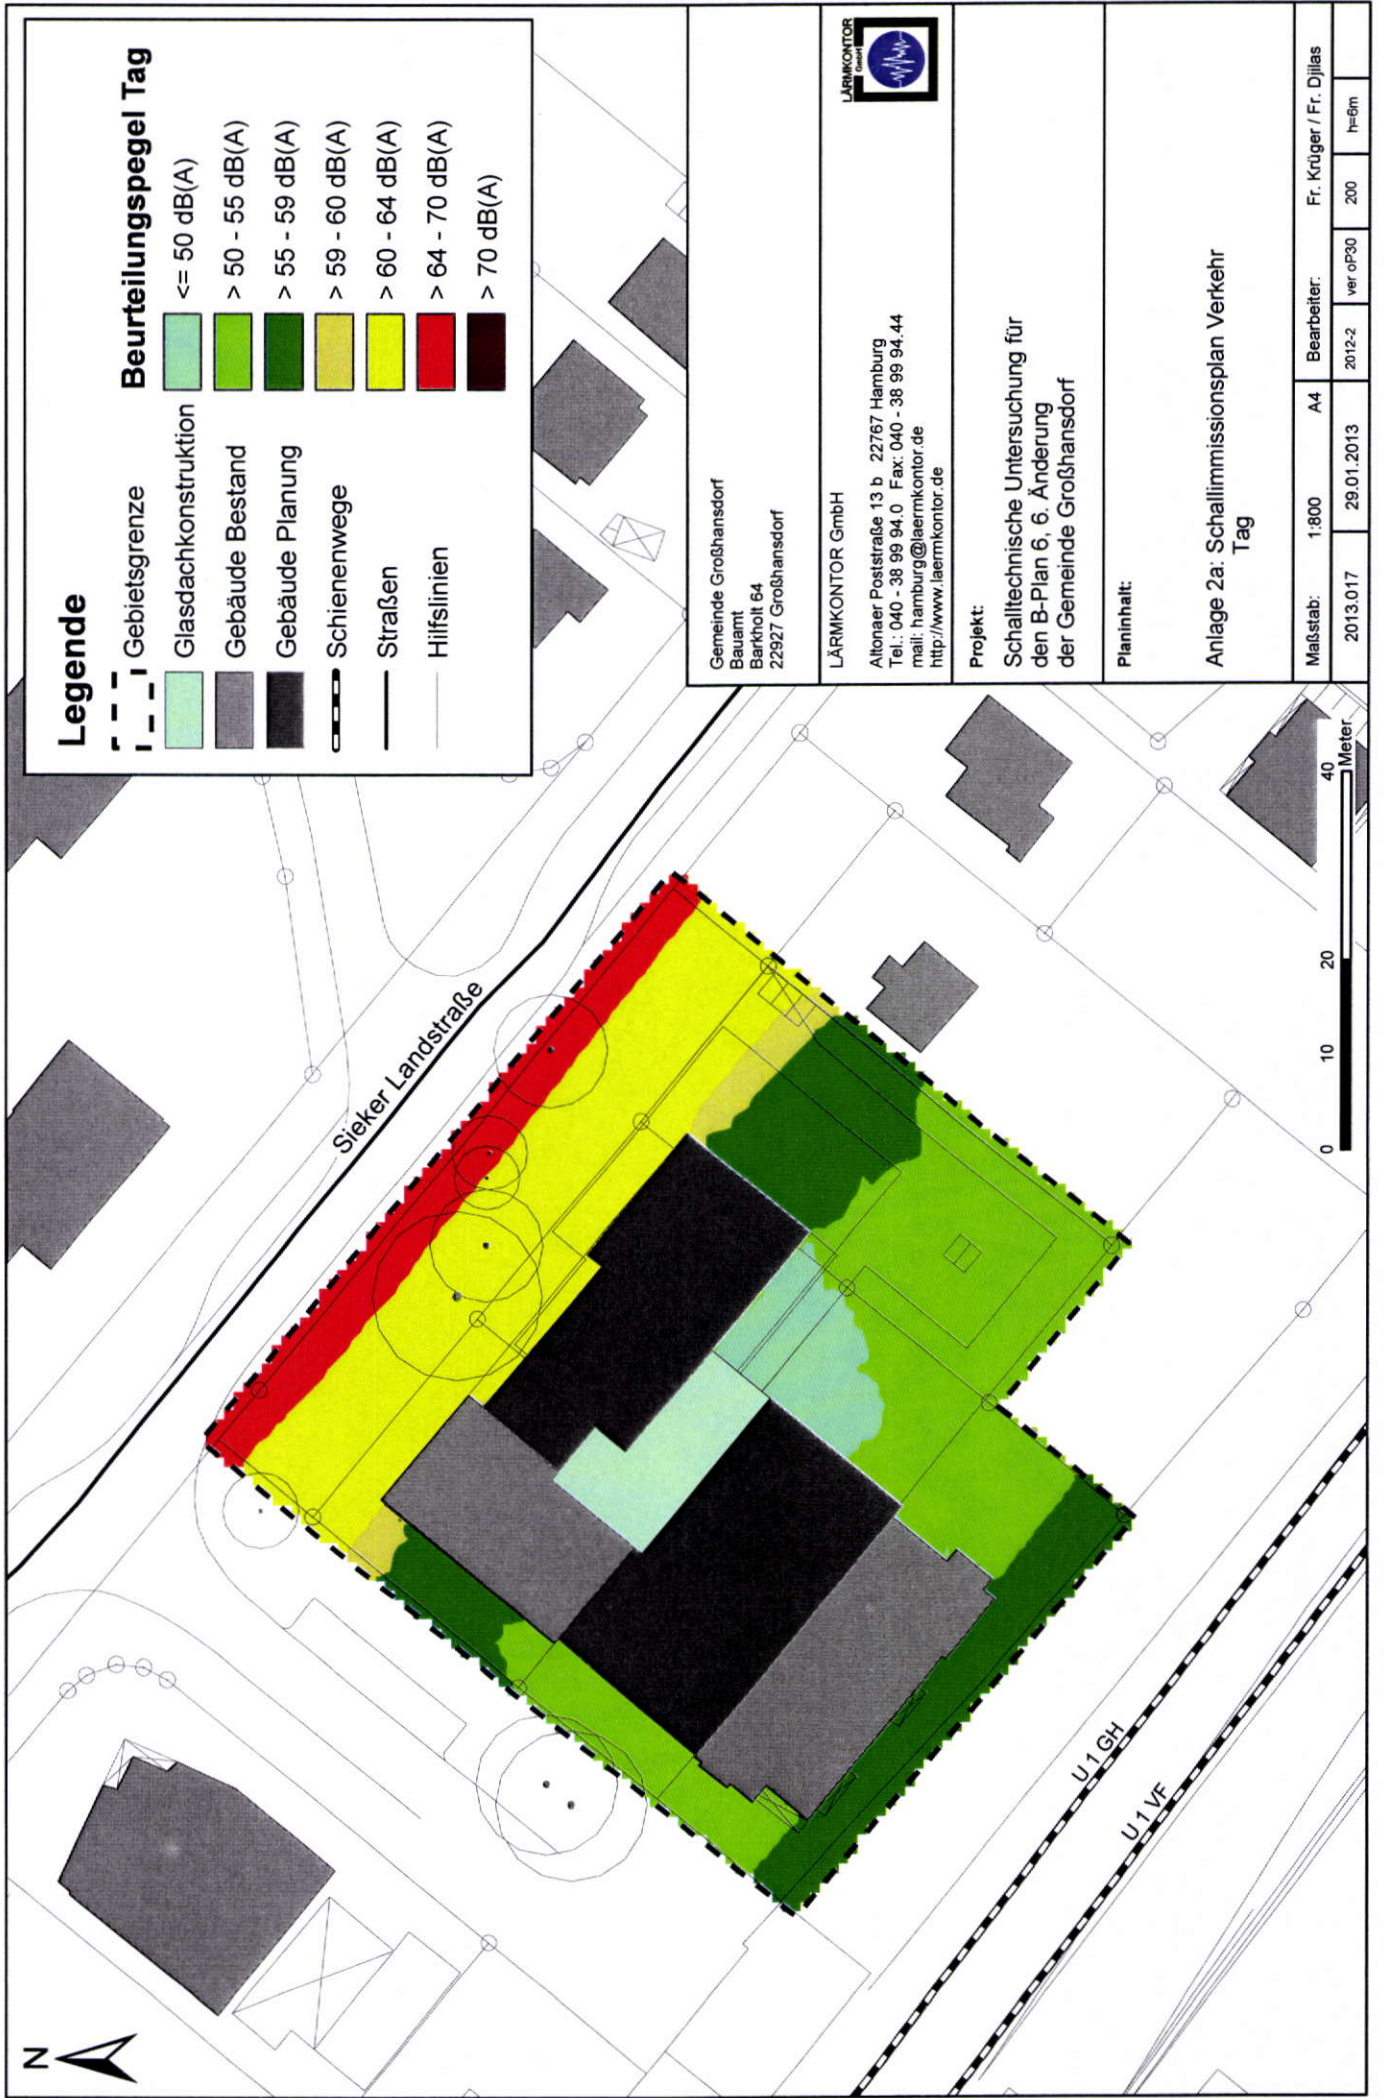 N
Legende
Gebietsgrenze
Glasdachkonstruktion
Gebäude Bestand
Gebäude Planung
Schienenwege
Straßen
Hilfslinien
Beurteilungspegel Tag
<= 50 dB(A)
> 50 - 55 dB(A)
> 55 - 59 dB(A)
> 59 - 60 dB(A)
> 60 - 64 dB(A)
> 64 - 70 dB(A)
> 70 dB(A)
Sieker Landstraße
U 1 GH
U 1 VF
0 10 20 40
Meter
Gemeinde Großhansdorf
Bauamt
Barkholt 64
22927 Großhansdorf
LÄRMKONTOR GmbH
Altonaer Poststraße 13 b 22767 Hamburg
Tel.: 040 - 38 99 94.0 Fax: 040 - 38 99 94.44
mail: hamburg@laermkontor.de
http://www.laermkontor.de
LÄRMKONTOR
GmbH
Projekt:
Schalltechnische Untersuchung für
den B-Plan 6, 6. Änderung
der Gemeinde Großhansdorf
Planinhalt:
Anlage 2a: Schallimmissionsplan Verkehr
Tag
Maßstab: 1:800 A4 Bearbeiter: Fr. Krüger / Fr. Djilas
2013.017 29.01.2013 2012-2 ver oP30 200 h=6m